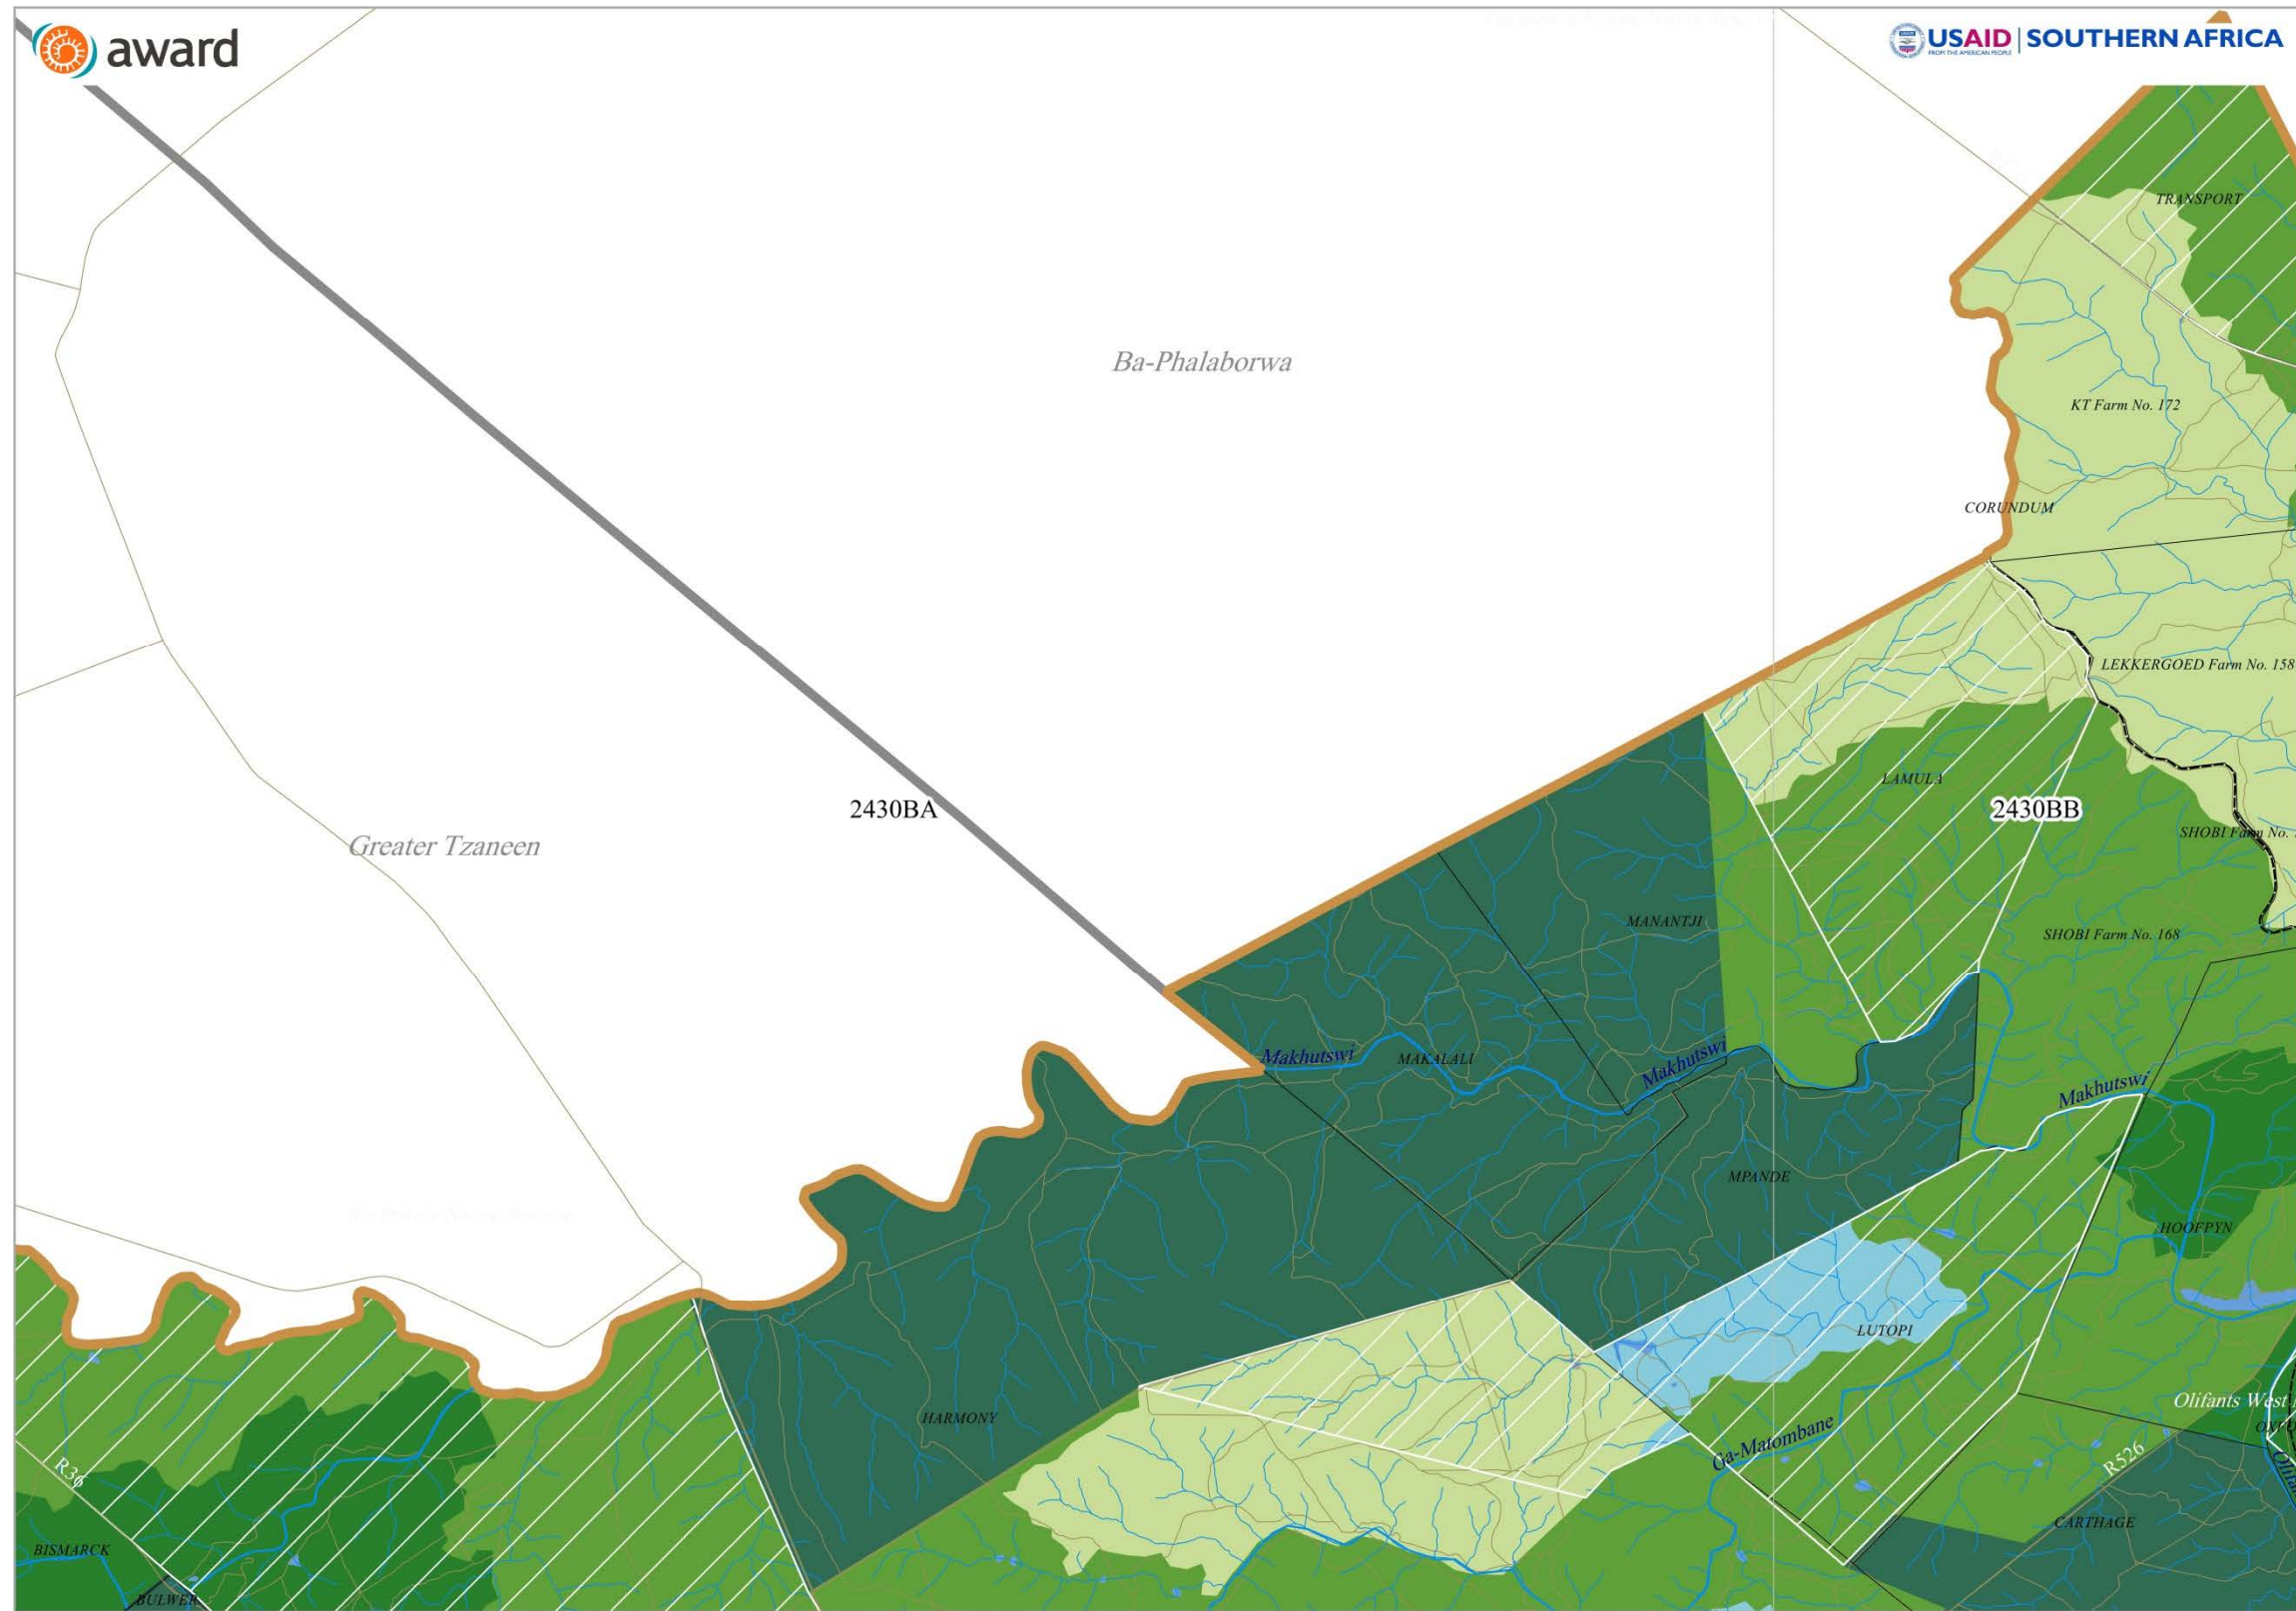 award
USAID
FROM THE AMERICAN PEOPLE
SOUTHERN AFRICA
TRANSPORT
Ba-Phalaborwa
KT Farm No. 172
CORUNDUM
LEKKERGOED Farm No. 158
LAMULA
2430BA
2430BB
SHOBI Farm No.
Greater Tzaneen
MANANTJI
SHOBI Farm No. 168
Makhutswi
MAKALALI
Makhutswi
Makhutswi
MPANDE
HOOFPYN
LUTOPI
Olifants West
HARMONY
Ga-Matombane
R526
R36
CARTHAGE
BISMARCK
BULWER